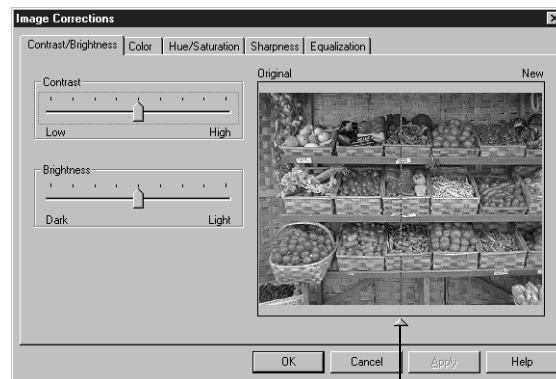 Image Corrections
Contrast/Brightness Color Hue/Saturation Sharpness Equalization
Contrast
Low High
Brightness
Dark Light
Original New
OK Cancel Apply Help